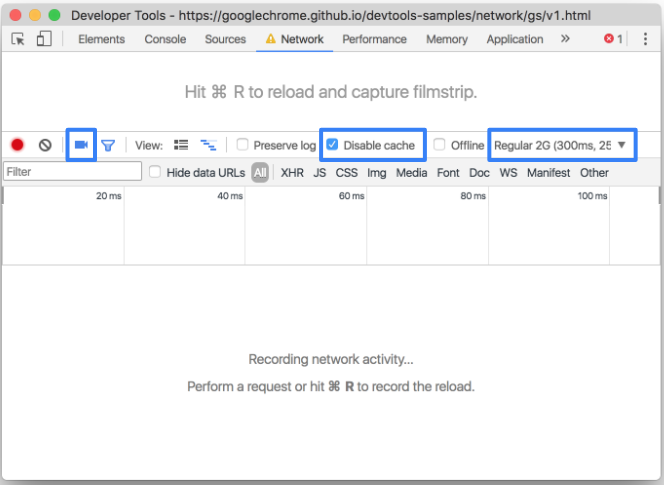 Developer Tools - https://googlechrome.github.io/devtools-samples/network/gs/v1.html
Elements Console Sources Network Performance Memory Application » 1
Hit ⌘ R to reload and capture filmstrip.
View: Preserve log Disable cache Offline Regular 2G (300ms, 25
Filter Hide data URLs All XHR JS CSS Img Media Font Doc WS Manifest Other
20 ms 40 ms 60 ms 80 ms 100 ms
Recording network activity...
Perform a request or hit ⌘ R to record the reload.